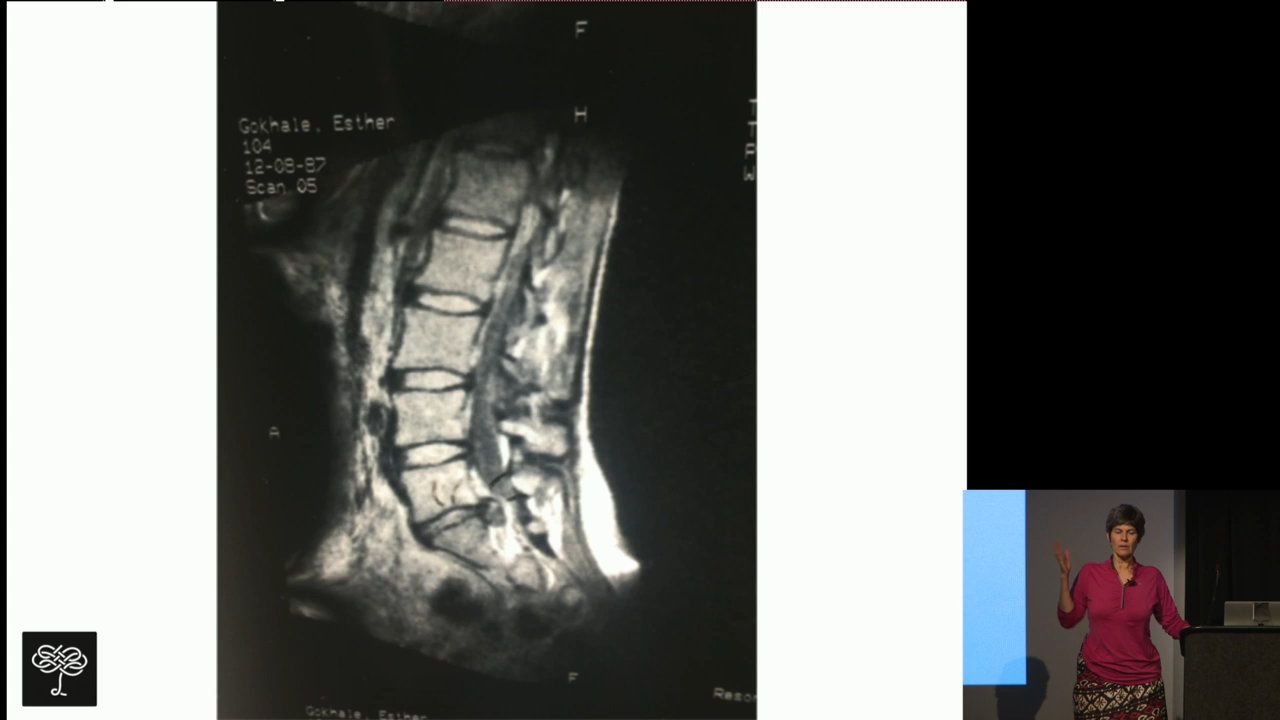 F
H
Gokhale, Esther
104
12-08-87
Scan 05
T
T
P
W
A
F
Gokhale, Esther